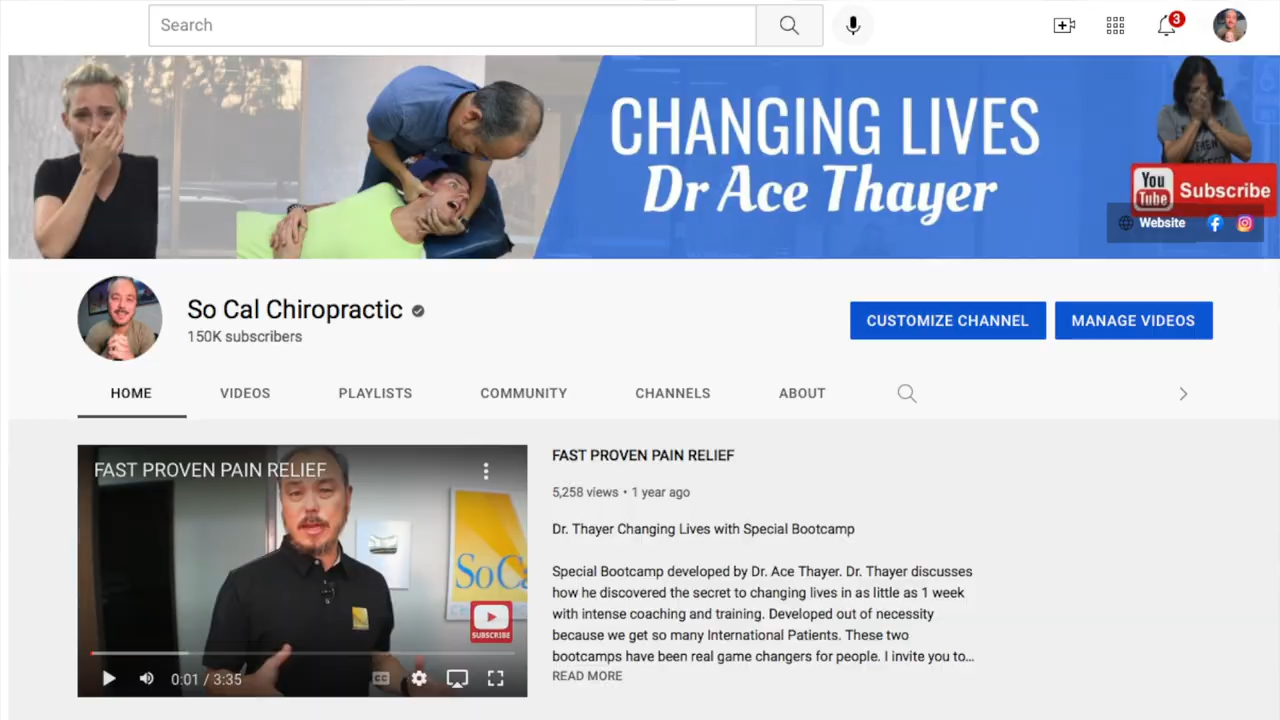 Search
3
CHANGING LIVES
Dr Ace Thayer
You
Tube
Subscribe
Website
So Cal Chiropractic
150K subscribers
CUSTOMIZE CHANNEL
MANAGE VIDEOS
HOME
VIDEOS
PLAYLISTS
COMMUNITY
CHANNELS
ABOUT
FAST PROVEN PAIN RELIEF
SoCa
SUBSCRIBE
0:01 / 3:35
CC
FAST PROVEN PAIN RELIEF
5,258 views • 1 year ago
Dr. Thayer Changing Lives with Special Bootcamp
Special Bootcamp developed by Dr. Ace Thayer. Dr. Thayer discusses
how he discovered the secret to changing lives in as little as 1 week
with intense coaching and training. Developed out of necessity
because we get so many International Patients. These two
bootcamps have been real game changers for people. I invite you to...
READ MORE